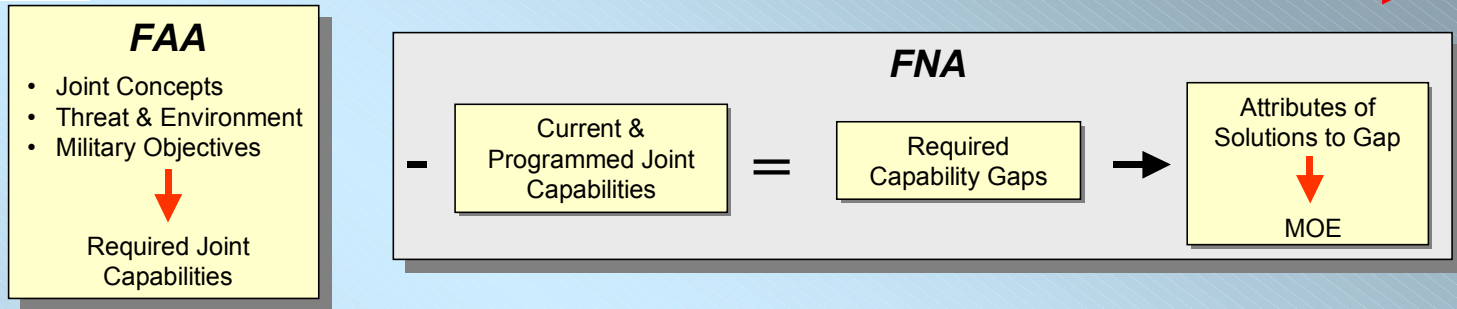 FAA
• Joint Concepts
• Threat & Environment
• Military Objectives
Required Joint
Capabilities
FNA
-
Current &
Programmed Joint
Capabilities
=
Required
Capability Gaps
Attributes of
Solutions to Gap
MOE